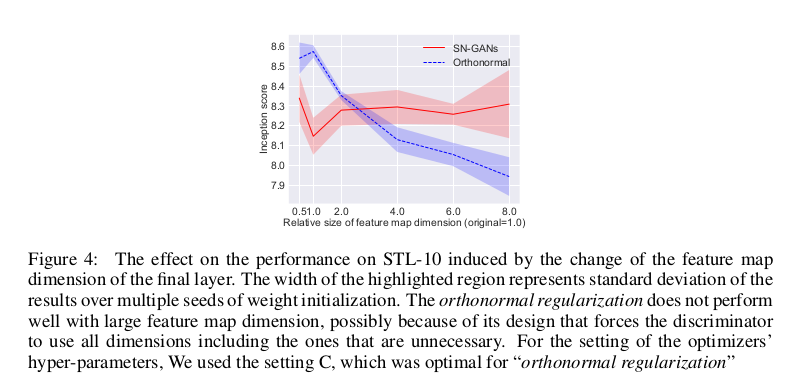 8.6
8.5
8.4
8.3
8.2
8.1
8.0
7.9
Inception score
SN-GANs
Orthonormal
0.51.0 2.0 4.0 6.0 8.0
Relative size of feature map dimension (original=1.0)
Figure 4: The effect on the performance on STL-10 induced by the change of the feature map
dimension of the final layer. The width of the highlighted region represents standard deviation of the
results over multiple seeds of weight initialization. The orthonormal regularization does not perform
well with large feature map dimension, possibly because of its design that forces the discriminator
to use all dimensions including the ones that are unnecessary. For the setting of the optimizers'
hyper-parameters, We used the setting C, which was optimal for “orthonormal regularization”